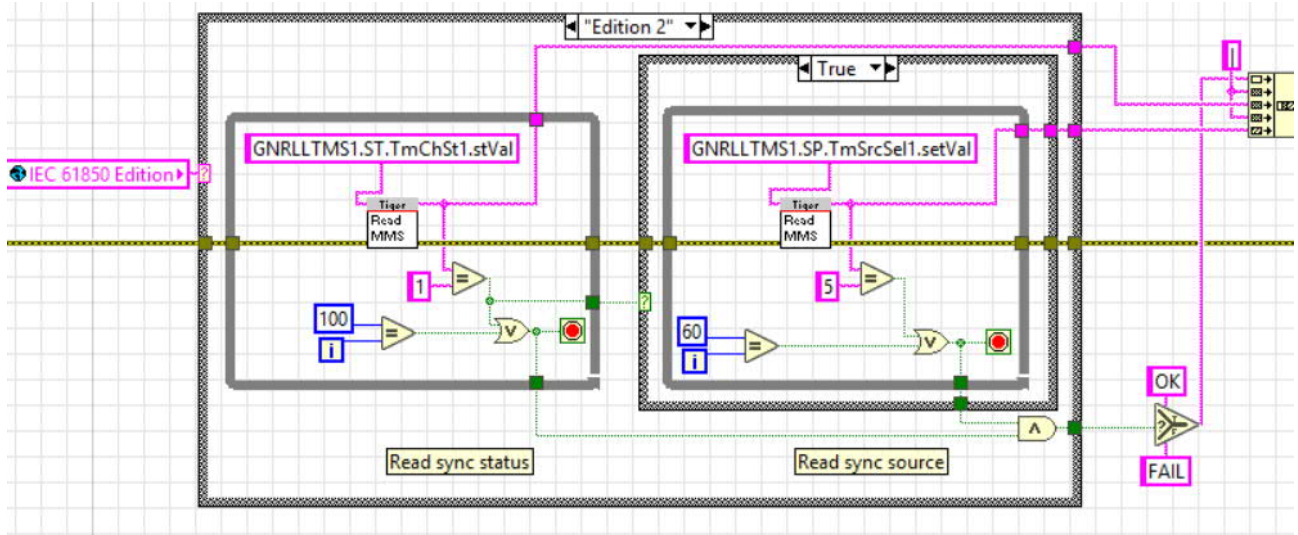 "Edition 2"
True
GNRLLTMS1.ST.TmChSt1.stVal
GNRLLTMS1.SP.TmSrcSel1.setVal
IEC 61850 Edition
?
Tiger
Read
MMS
Tiger
Read
MMS
=
1
=
5
?
100
=
i
V
60
=
i
V
OK
?
T
F
Λ
FAIL
Read sync status
Read sync source